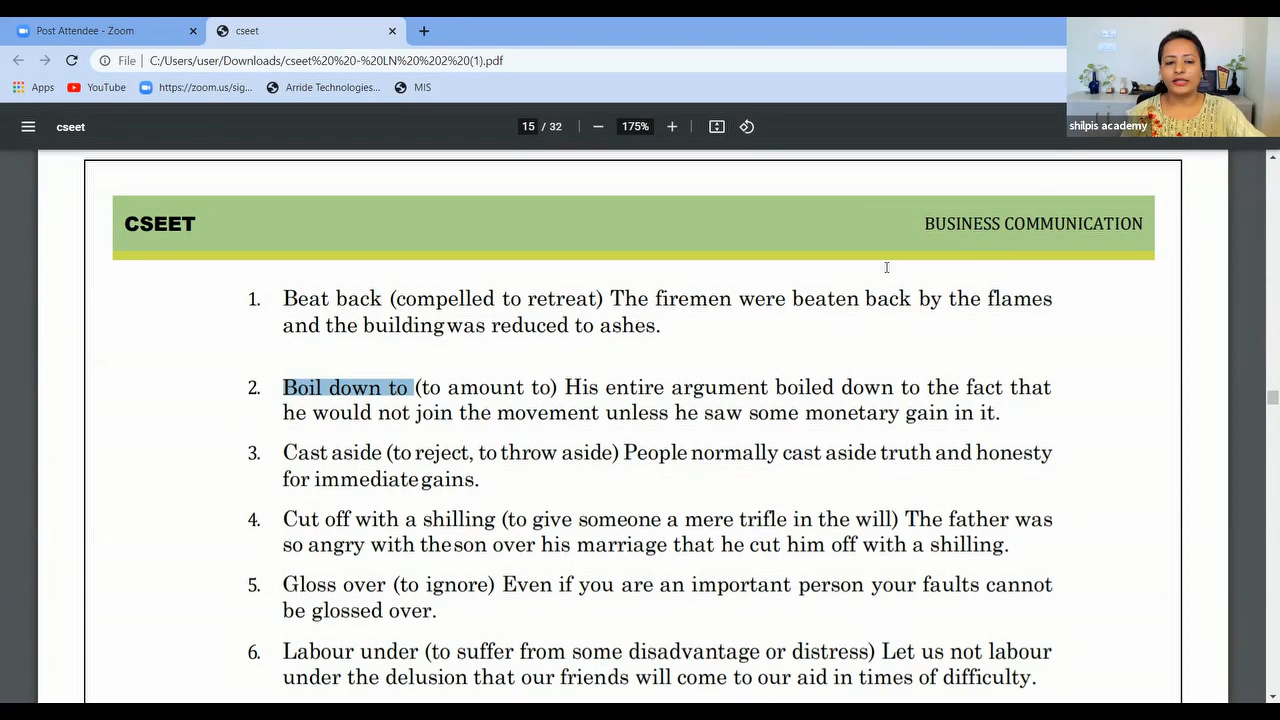 Post Attendee - Zoom
cseet
File
C:/Users/user/Downloads/cseet%20%20-%20LN%20%202%20(1).pdf
Apps
YouTube
https://zoom.us/sig...
Arride Technologies...
MIS
shilpis academy
cseet
15 / 32
175%
CSEET
BUSINESS COMMUNICATION
1. Beat back (compelled to retreat) The firemen were beaten back by the flames
and the building was reduced to ashes.
2. Boil down to (to amount to) His entire argument boiled down to the fact that
he would not join the movement unless he saw some monetary gain in it.
3. Cast aside (to reject, to throw aside) People normally cast aside truth and honesty
for immediate gains.
4. Cut off with a shilling (to give someone a mere trifle in the will) The father was
so angry with the son over his marriage that he cut him off with a shilling.
5. Gloss over (to ignore) Even if you are an important person your faults cannot
be glossed over.
6. Labour under (to suffer from some disadvantage or distress) Let us not labour
under the delusion that our friends will come to our aid in times of difficulty.